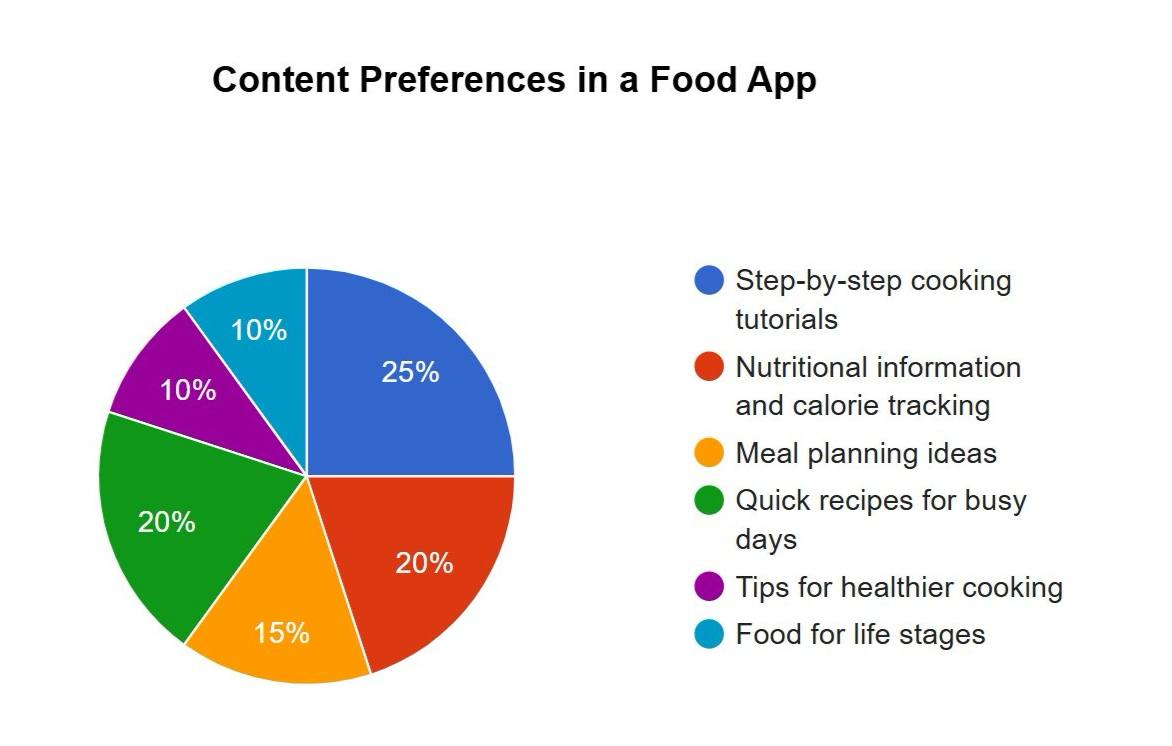 Content Preferences in a Food App
10%
25%
10%
20%
20%
15%
Step-by-step cooking
tutorials
Nutritional information
and calorie tracking
Meal planning ideas
Quick recipes for busy
days
Tips for healthier cooking
Food for life stages